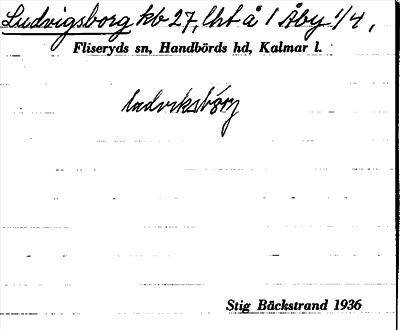 Ludvigsborg kb 27, lht å 1 Åby 1/4,
Fliseryds sn, Handbörds hd, Kalmar l.
ludviksbórj
Stig Bäckstrand 1936